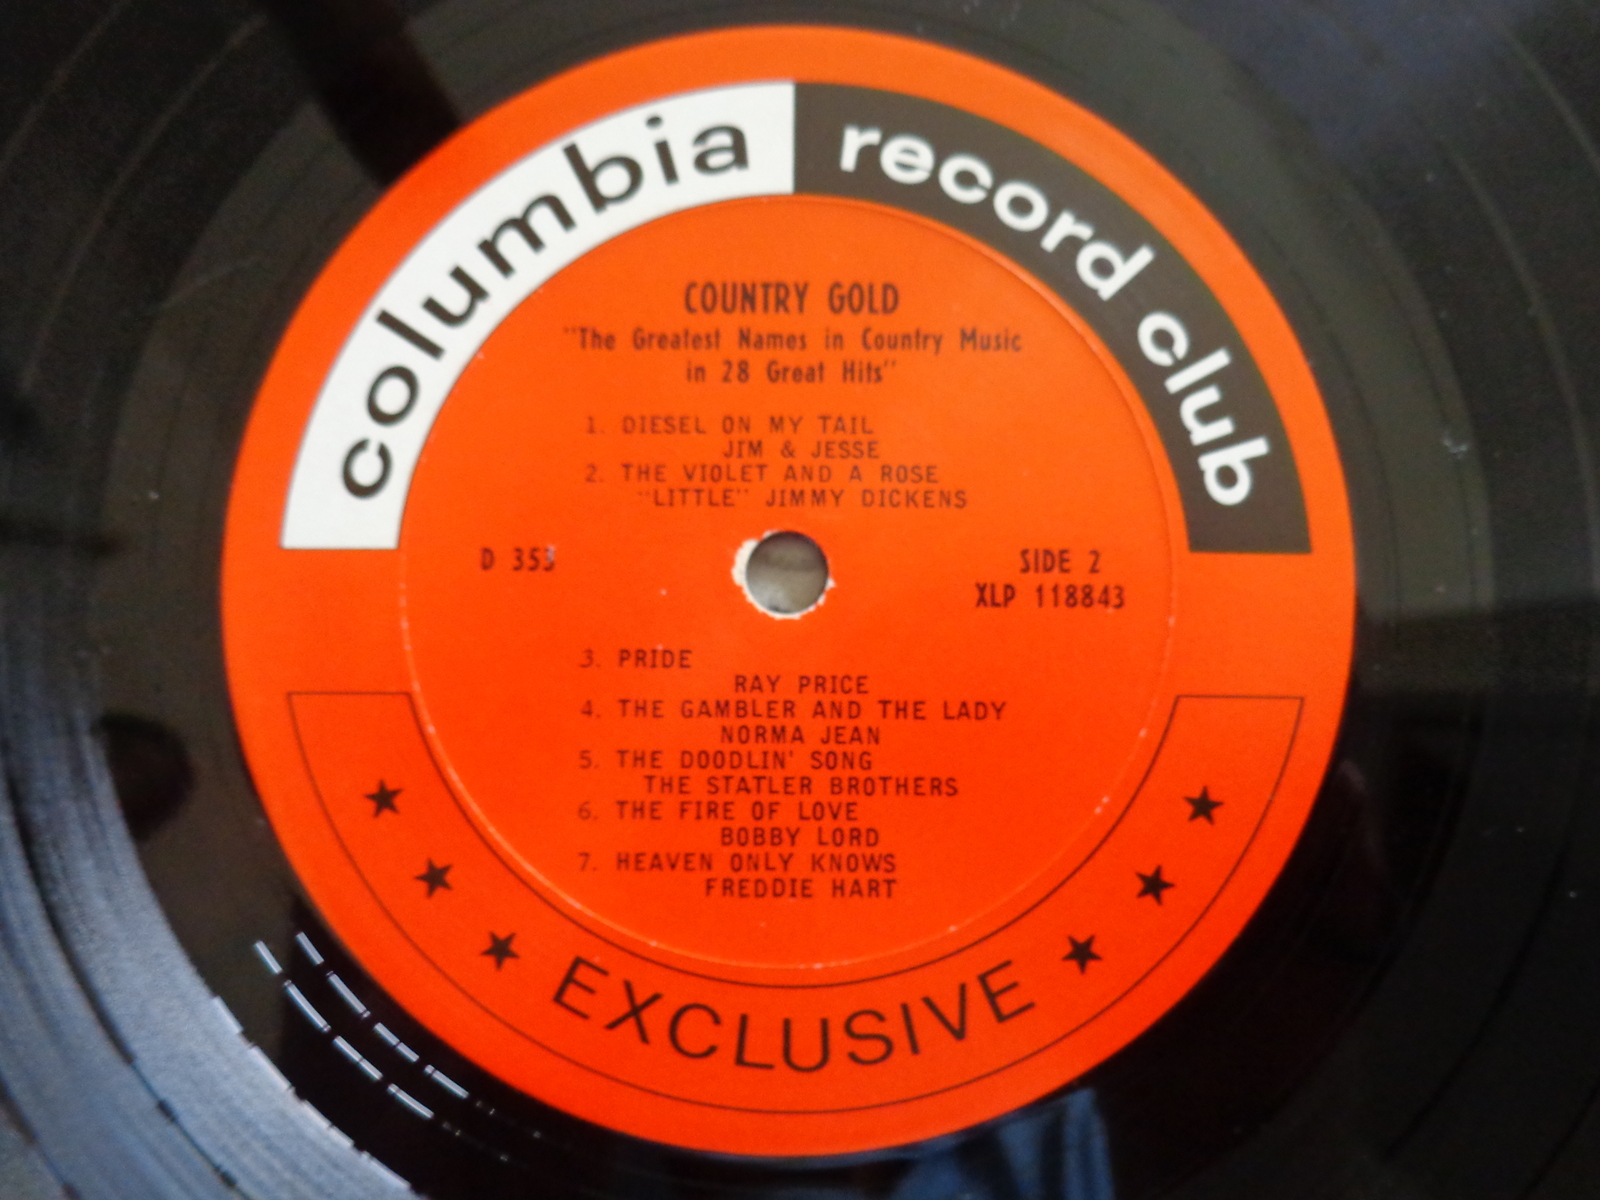 columbia record club
COUNTRY GOLD
"The Greatest Names in Country Music
in 28 Great Hits"
1. DIESEL ON MY TAIL
JIM & JESSE
2. THE VIOLET AND A ROSE
"LITTLE" JIMMY DICKENS
D 353
SIDE 2
XLP 118843
3. PRIDE
RAY PRICE
4. THE GAMBLER AND THE LADY
NORMA JEAN
5. THE DOODLIN' SONG
THE STATLER BROTHERS
6. THE FIRE OF LOVE
BOBBY LORD
7. HEAVEN ONLY KNOWS
FREDDIE HART
EXCLUSIVE